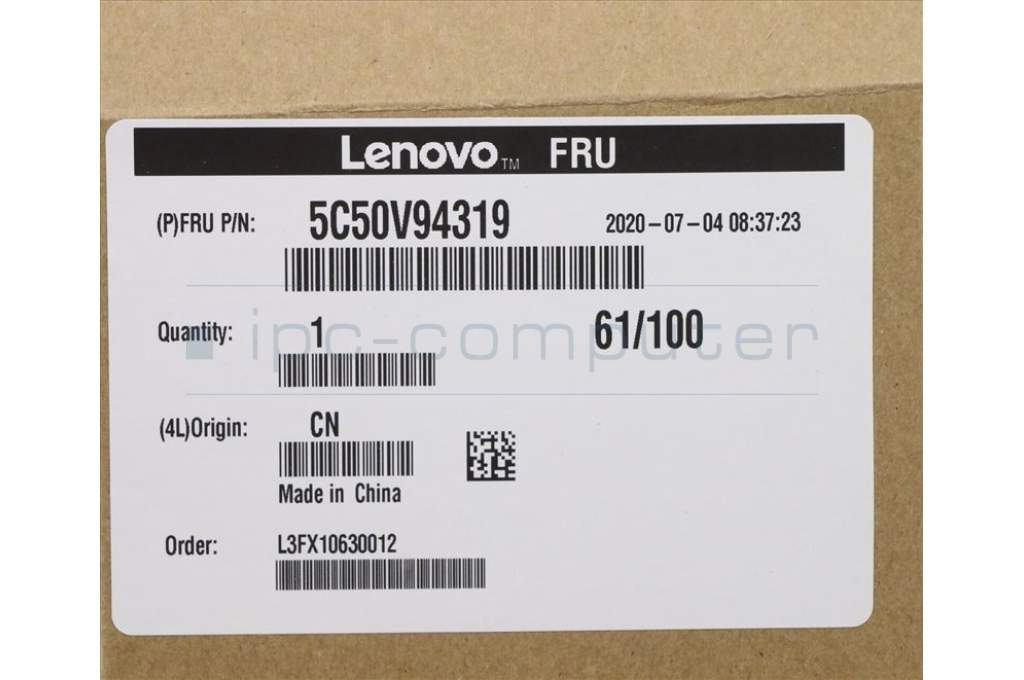 Lenovo™ FRU
(P)FRU P/N: 5C50V94319 2020-07-04 08:37:23
Quantity: 1 61/100
ipc-computer
(4L)Origin: CN
Made in China
Order: L3FX10630012